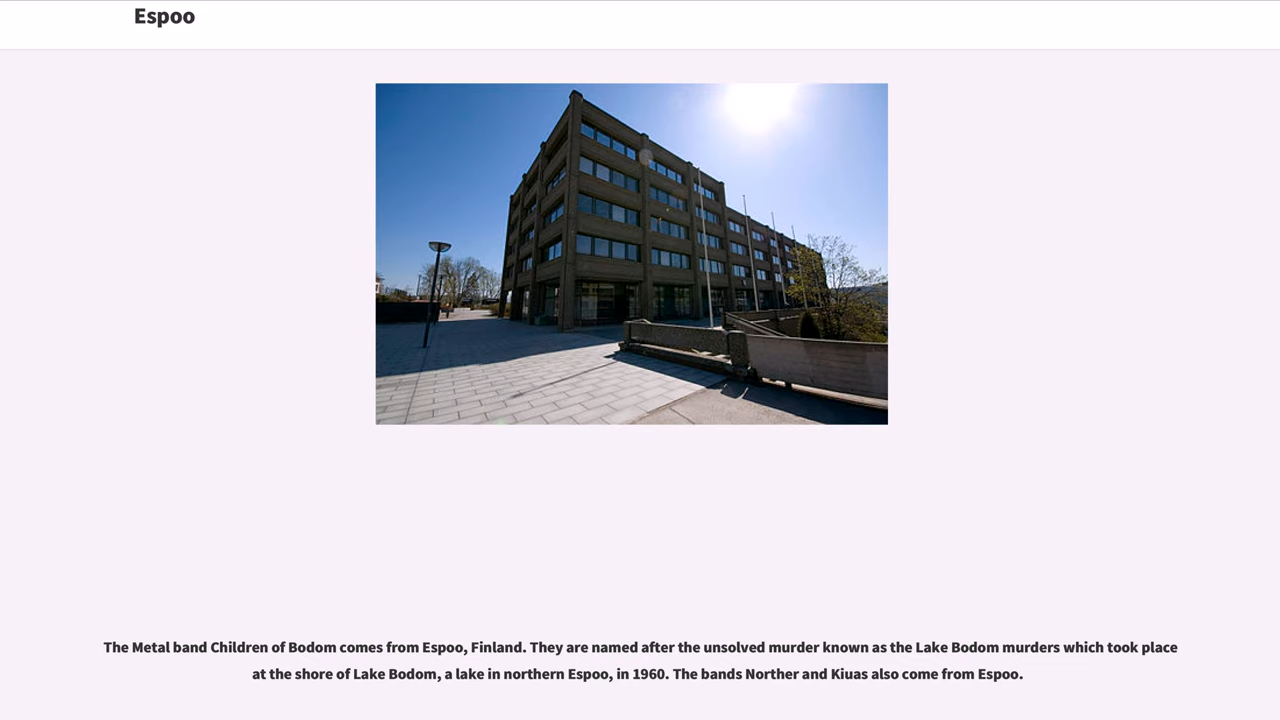 Espoo
The Metal band Children of Bodom comes from Espoo, Finland. They are named after the unsolved murder known as the Lake Bodom murders which took place
at the shore of Lake Bodom, a lake in northern Espoo, in 1960. The bands Norther and Kiuas also come from Espoo.